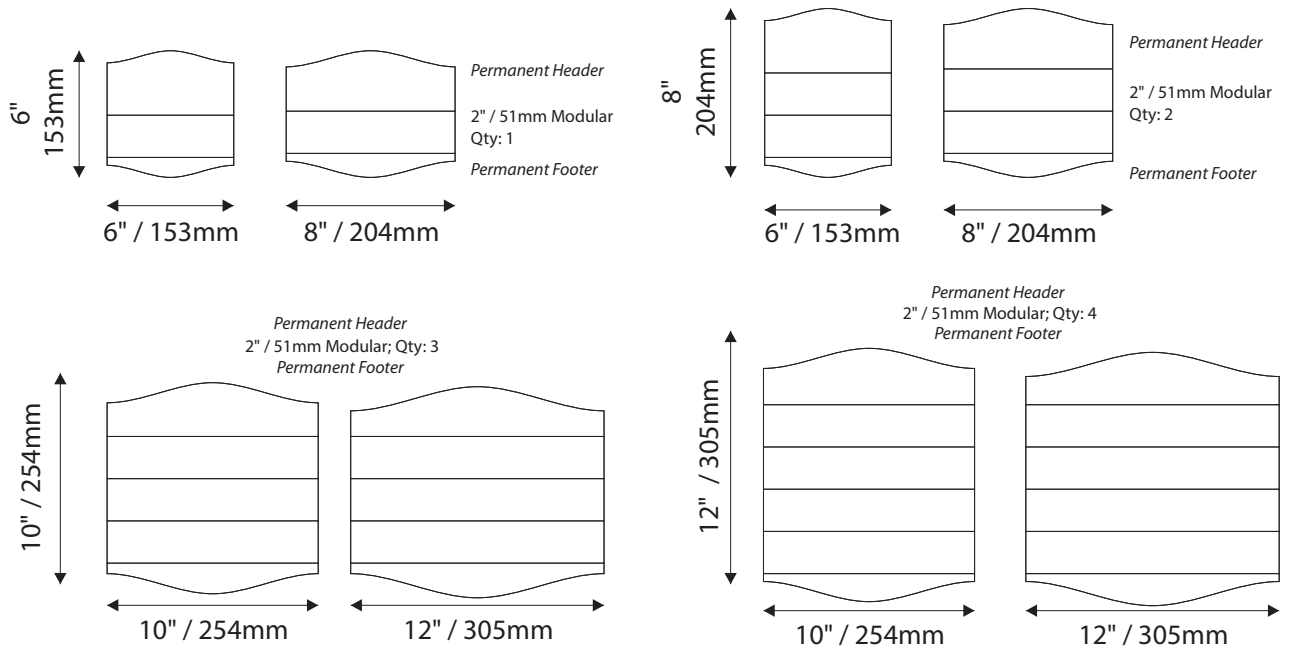 6"
153mm
Permanent Header
2" / 51mm Modular
Qty: 1
Permanent Footer
6" / 153mm
8" / 204mm
8"
204mm
Permanent Header
2" / 51mm Modular
Qty: 2
Permanent Footer
6" / 153mm
8" / 204mm
Permanent Header
2" / 51mm Modular; Qty: 3
Permanent Footer
10" / 254mm
10" / 254mm
12" / 305mm
Permanent Header
2" / 51mm Modular; Qty: 4
Permanent Footer
12" / 305mm
10" / 254mm
12" / 305mm